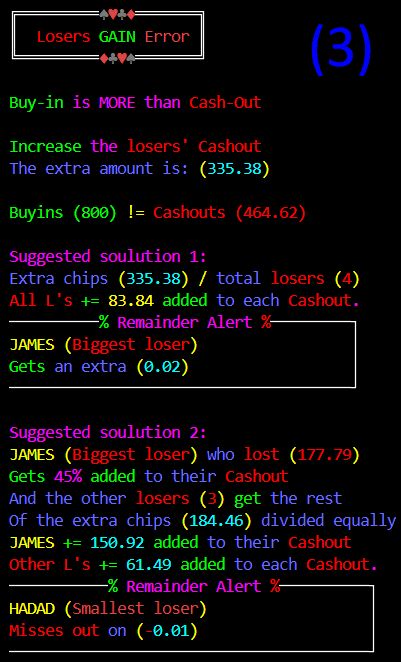 ♠♥♣♦
Losers GAIN Error
♦♣♥♠
(3)
Buy-in is MORE than Cash-Out
Increase the losers' Cashout
The extra amount is: (335.38)
Buyins (800) != Cashouts (464.62)
Suggested soulution 1:
Extra chips (335.38) / total losers (4)
All L's += 83.84 added to each Cashout.
% Remainder Alert %
JAMES (Biggest loser)
Gets an extra (0.02)
Suggested soulution 2:
JAMES (Biggest loser) who lost (177.79)
Gets 45% added to their Cashout
And the other losers (3) get the rest
Of the extra chips (184.46) divided equally
JAMES += 150.92 added to their Cashout
Other L's += 61.49 added to each Cashout.
% Remainder Alert %
HADAD (Smallest loser)
Misses out on (-0.01)